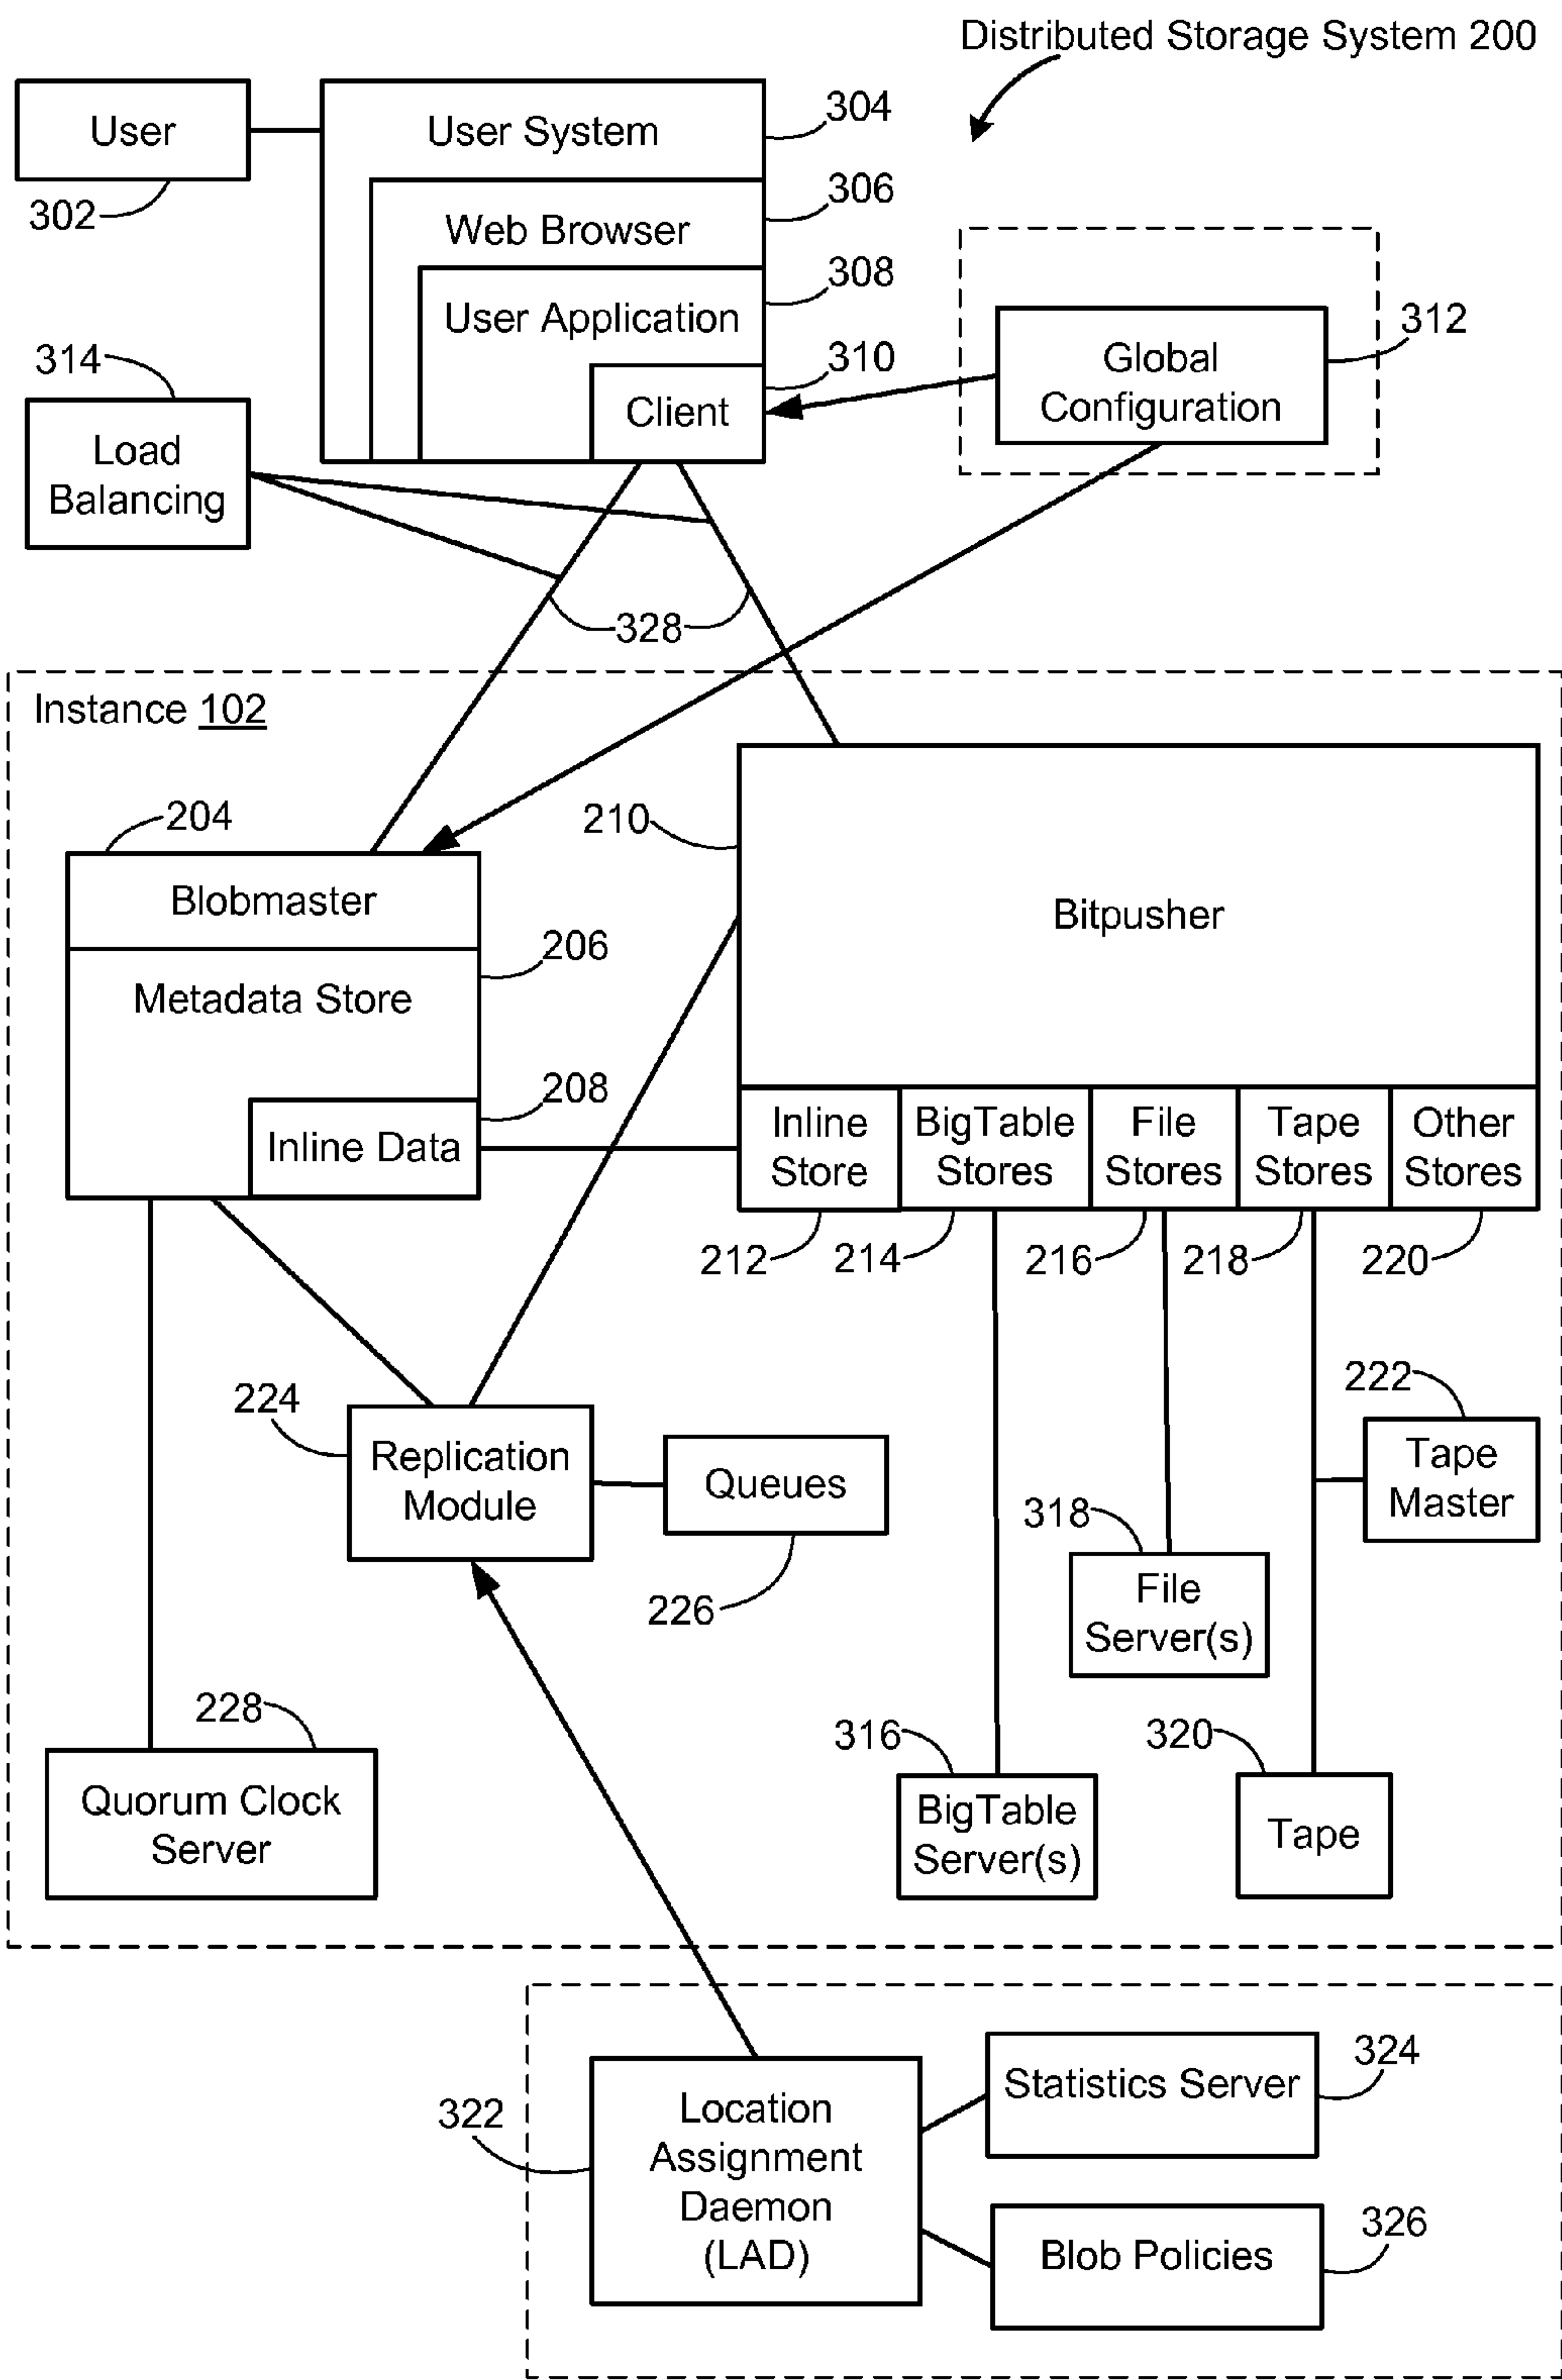 Distributed Storage System 200
User
302
User System
304
Web Browser
306
User Application
308
Client
310
Global
Configuration
312
314
Load
Balancing
328
Instance 102
204
Blobmaster
206
Metadata Store
208
Inline Data
210
Bitpusher
Inline
Store
BigTable
Stores
File
Stores
Tape
Stores
Other
Stores
212
214
216
218
220
224
Replication
Module
Queues
226
222
Tape
Master
318
File
Server(s)
228
Quorum Clock
Server
316
BigTable
Server(s)
320
Tape
322
Location
Assignment
Daemon
(LAD)
Statistics Server
324
Blob Policies
326